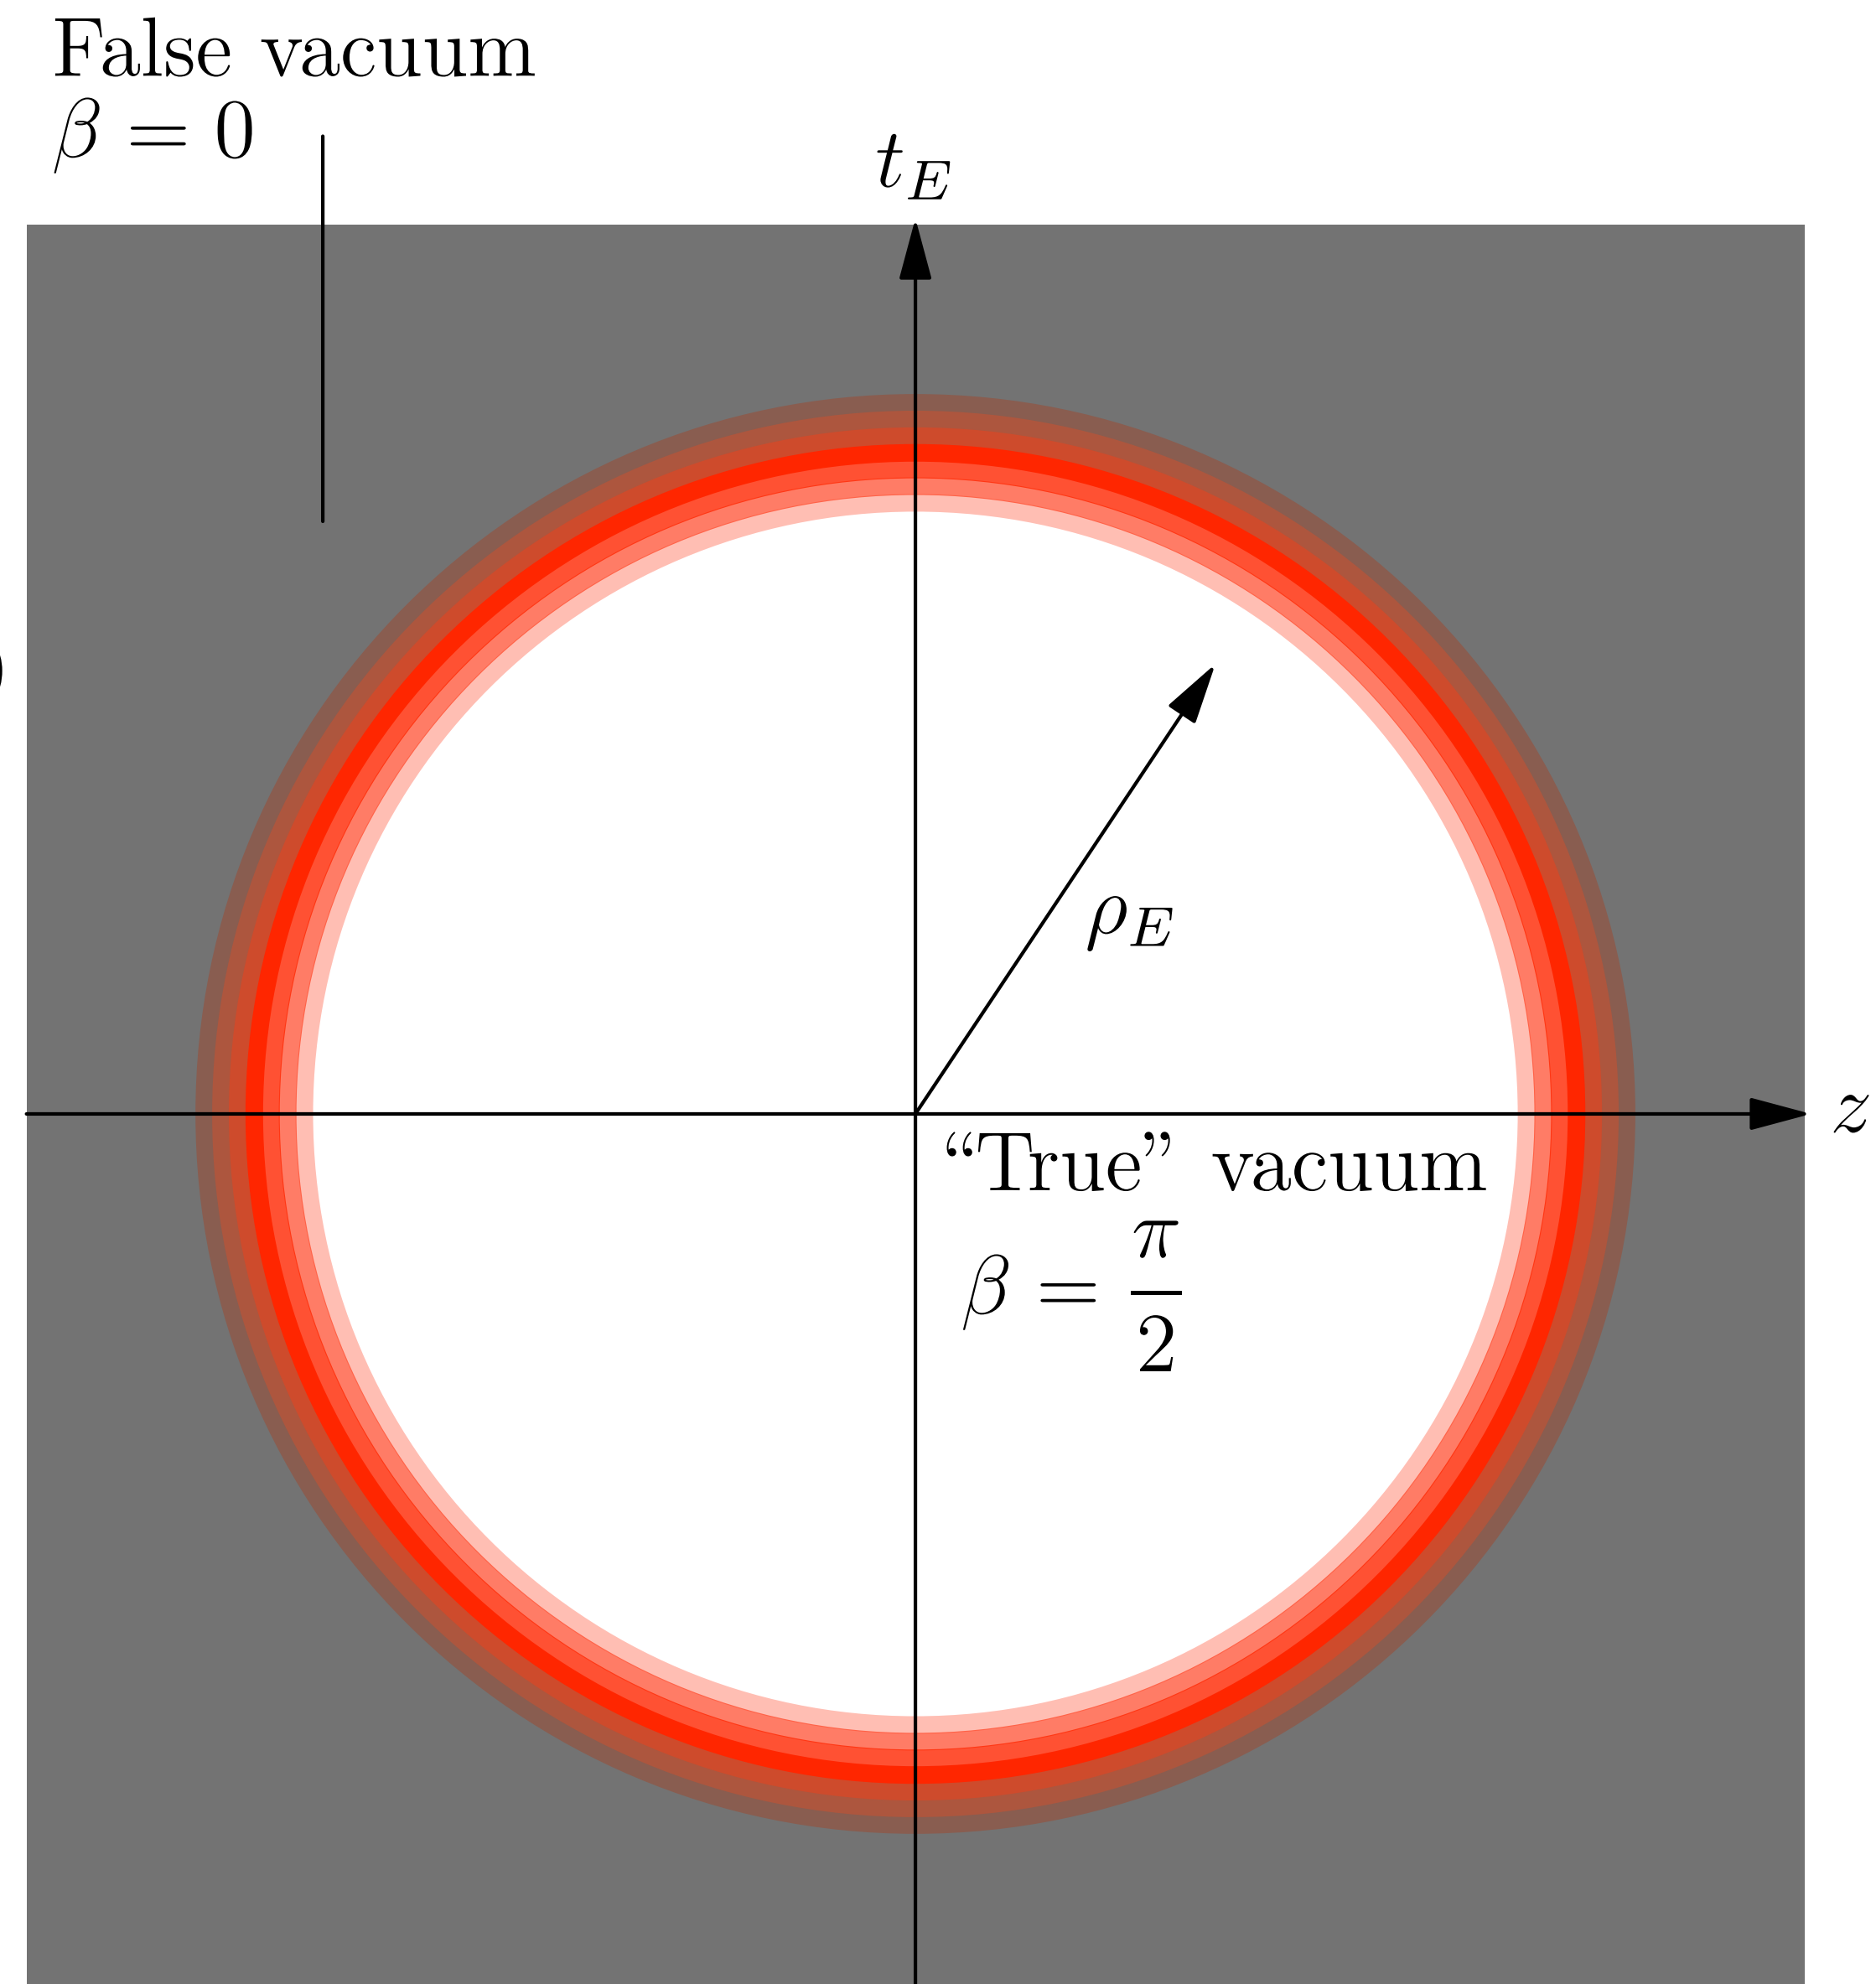 False vacuum
β = 0
t_E
ρ_E
z
“True” vacuum
β = π/2